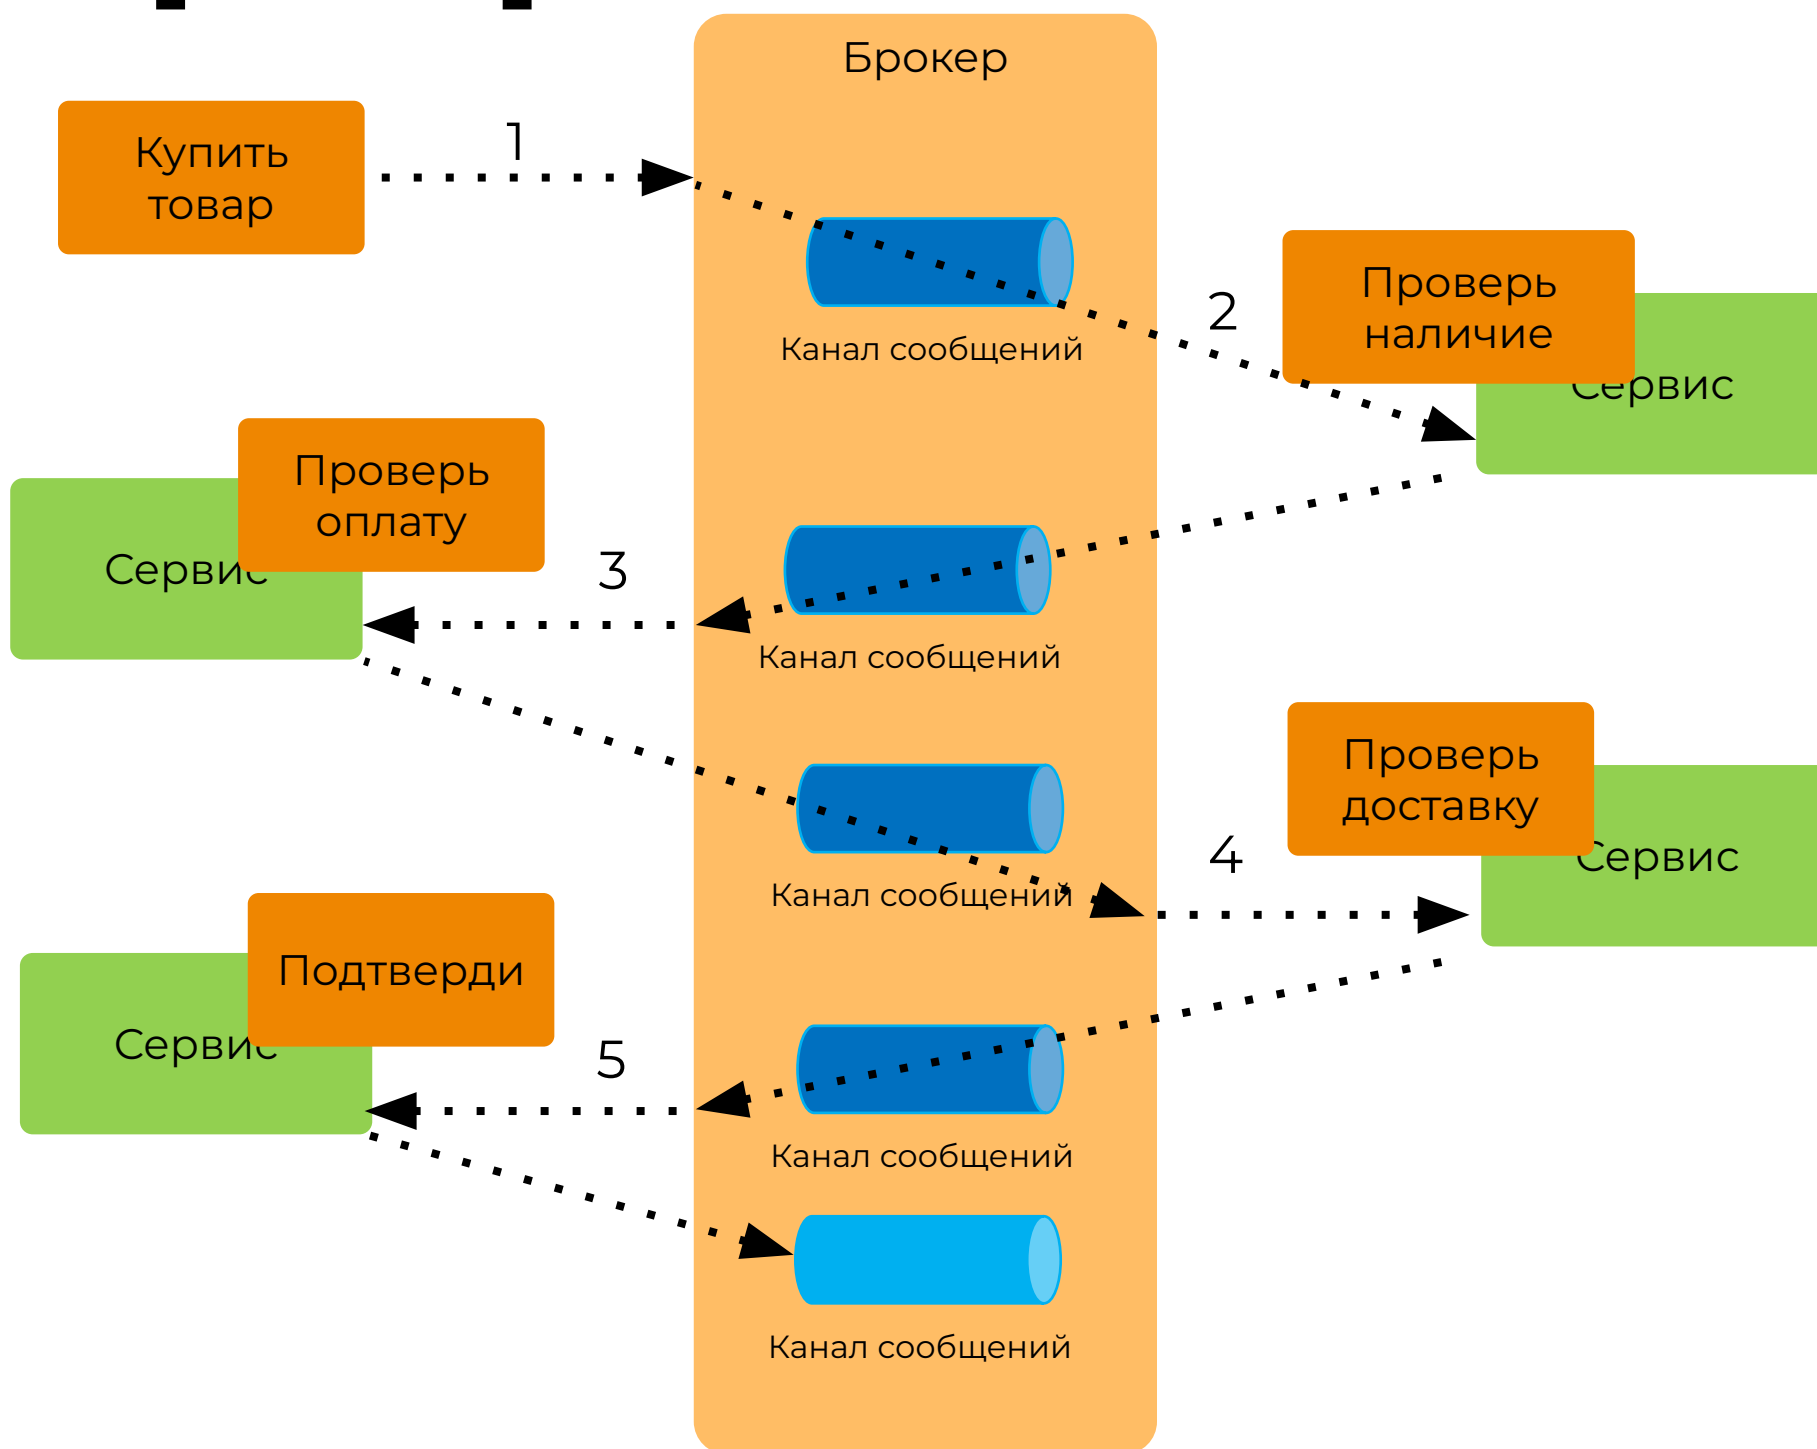 Брокер
Купить
товар
1
Проверь
наличие
2
Сервис
Канал сообщений
Проверь
оплату
Сервис
3
Канал сообщений
Проверь
доставку
4
Сервис
Канал сообщений
Подтверди
Сервис
5
Канал сообщений
Канал сообщений